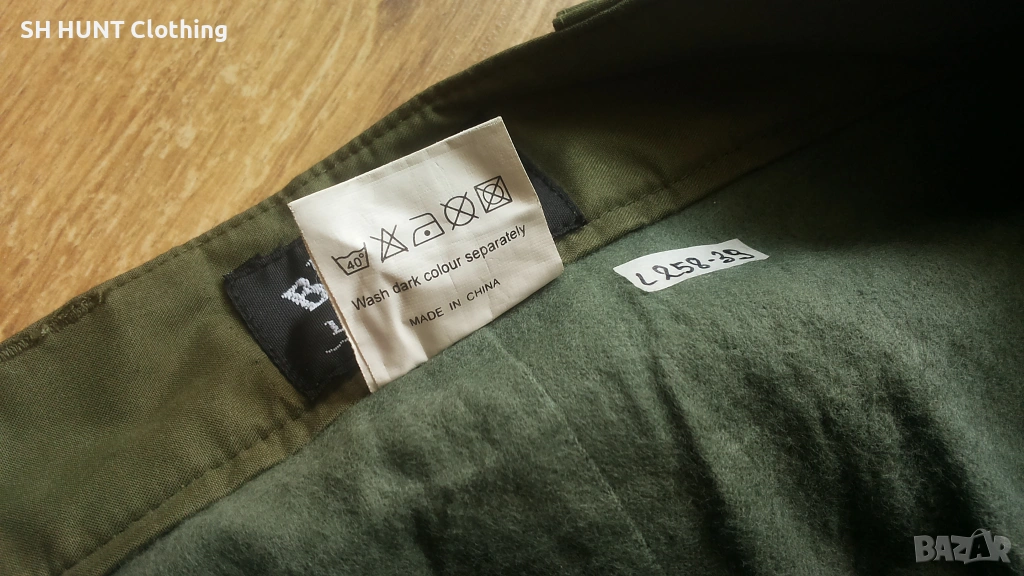 SH HUNT Clothing
40°
Wash dark colour separately
MADE IN CHINA
L258-39
B
BAZAR